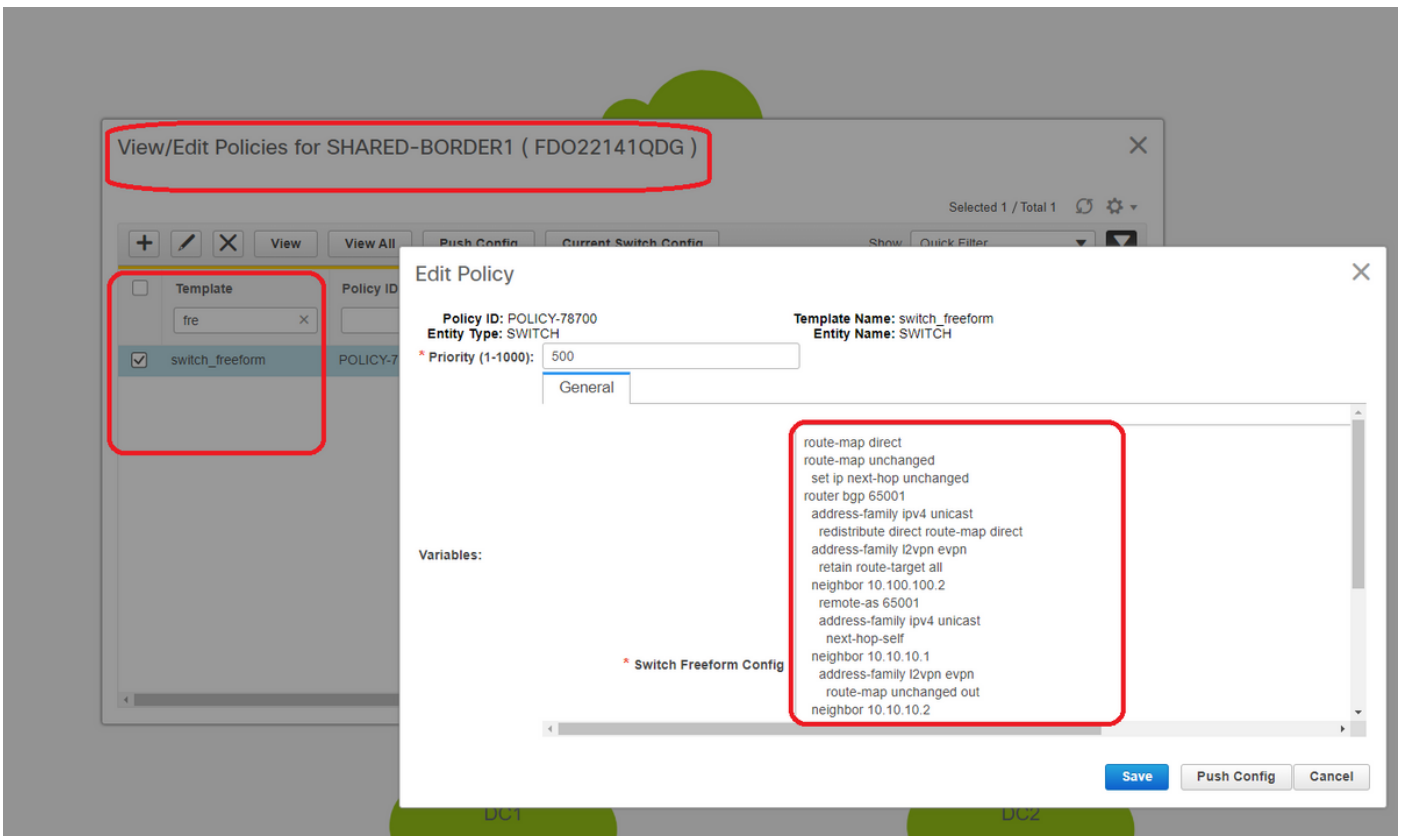 View/Edit Policies for SHARED-BORDER1 ( FDO22141QDG )
Selected 1 / Total 1
View
View All
Push Config
Current Switch Config
Show
Quick Filter
Template
Policy ID
fre
switch_freeform
POLICY-7
Edit Policy
Policy ID: POLICY-78700
Template Name: switch_freeform
Entity Type: SWITCH
Entity Name: SWITCH
* Priority (1-1000):
500
General
Variables:
* Switch Freeform Config
route-map direct
route-map unchanged
set ip next-hop unchanged
router bgp 65001
address-family ipv4 unicast
redistribute direct route-map direct
address-family l2vpn evpn
retain route-target all
neighbor 10.100.100.2
remote-as 65001
address-family ipv4 unicast
next-hop-self
neighbor 10.10.10.1
address-family l2vpn evpn
route-map unchanged out
neighbor 10.10.10.2
Save
Push Config
Cancel
DC1
DC2